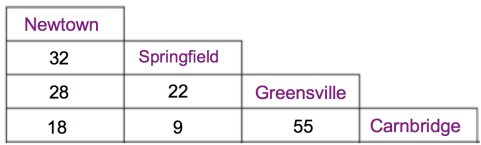 Newtown
32 Springfield
28 22 Greensville
18 9 55 Carnbridge